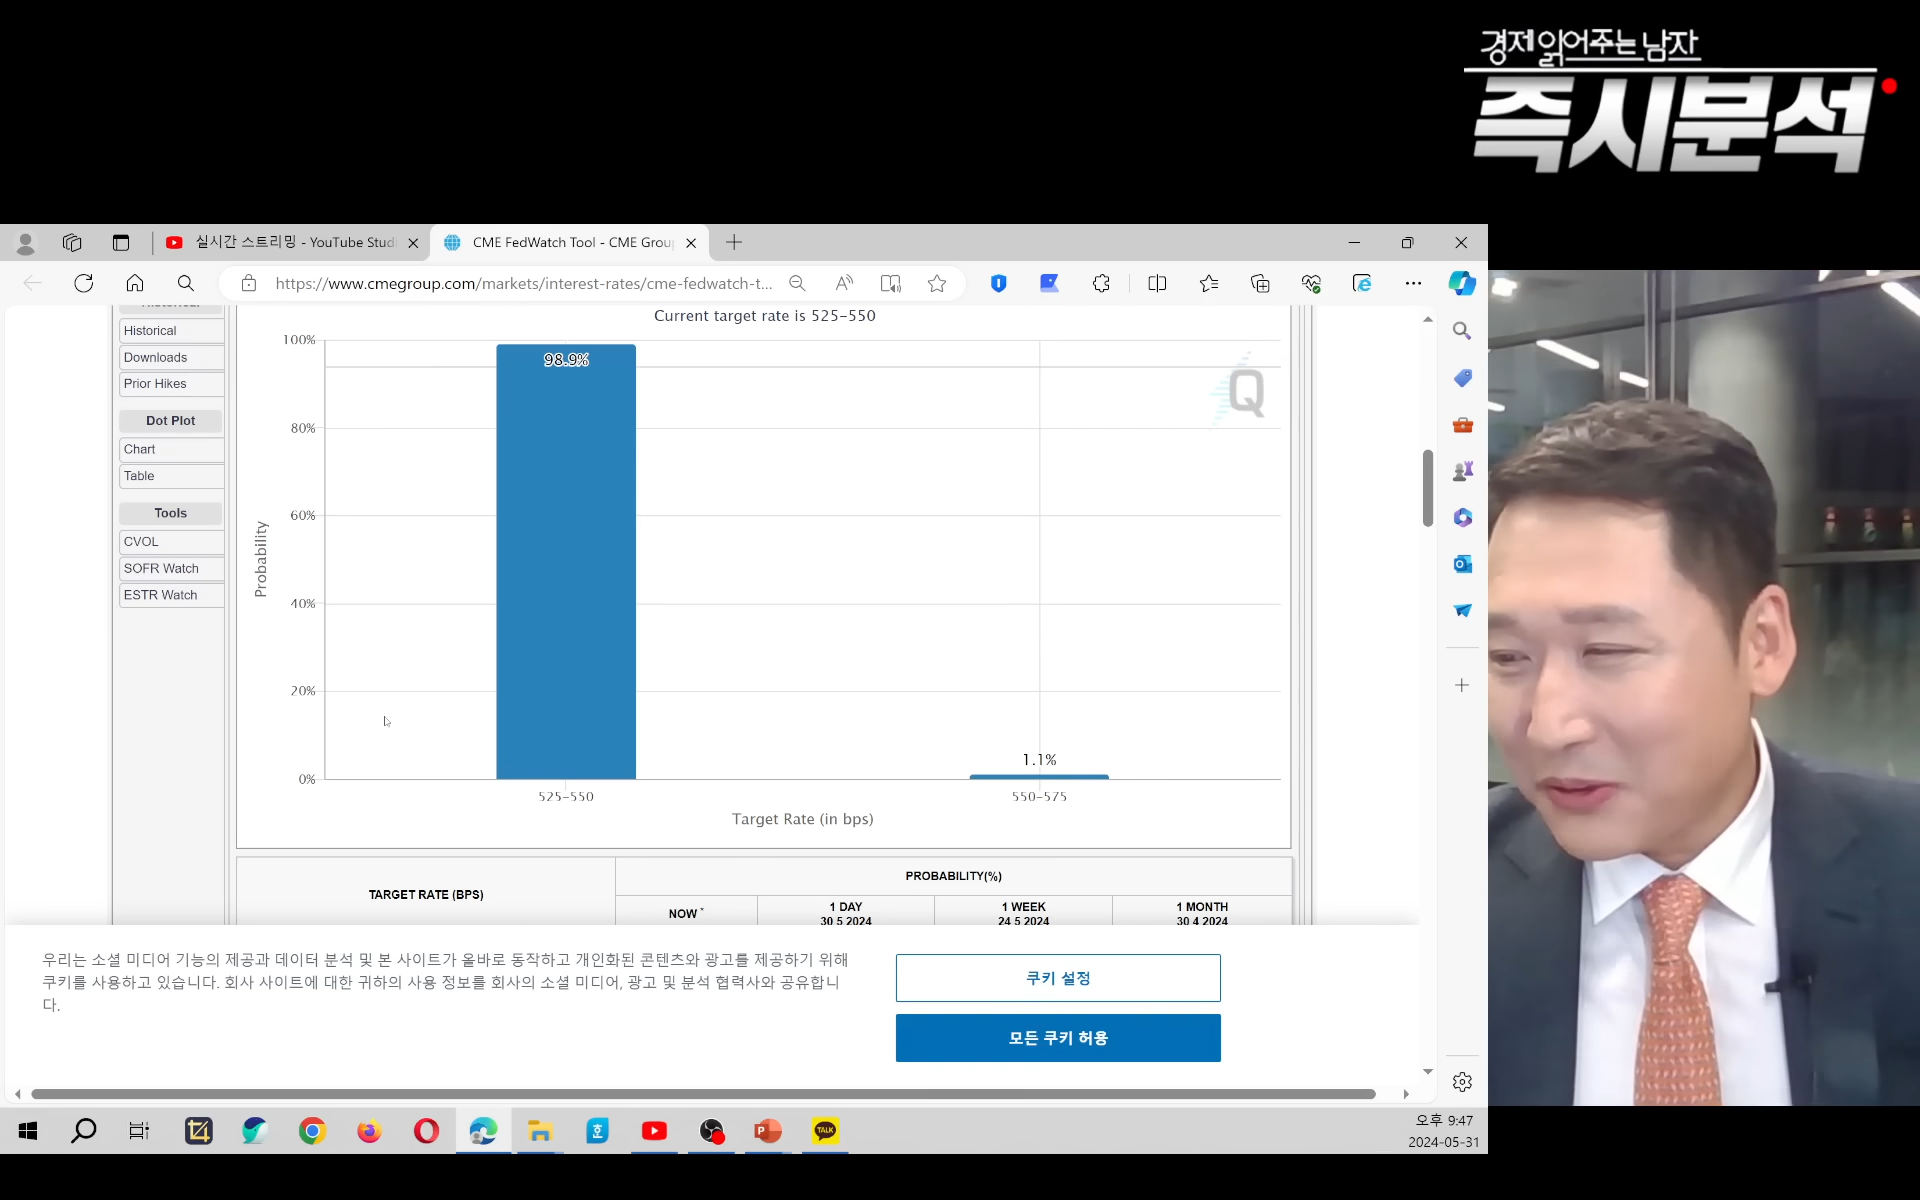 경제 읽어주는 남자
즉시분석
실시간 스트리밍 - YouTube Stud
CME FedWatch Tool - CME Grou
https://www.cmegroup.com/markets/interest-rates/cme-fedwatch-t...
Historical
Downloads
Prior Hikes
Dot Plot
Chart
Table
Tools
CVOL
SOFR Watch
ESTR Watch
Current target rate is 525-550
100%
98.9%
80%
60%
40%
20%
0%
Probability
1.1%
525-550
550-575
Target Rate (in bps)
Q
TARGET RATE (BPS)
PROBABILITY(%)
NOW *
1 DAY
30 5 2024
1 WEEK
24 5 2024
1 MONTH
30 4 2024
우리는 소셜 미디어 기능의 제공과 데이터 분석 및 본 사이트가 올바로 동작하고 개인화된 콘텐츠와 광고를 제공하기 위해
쿠키를 사용하고 있습니다. 회사 사이트에 대한 귀하의 사용 정보를 회사의 소셜 미디어, 광고 및 분석 협력사와 공유합니
다.
쿠키 설정
모든 쿠키 허용
호
TALK
오후 9:47
2024-05-31